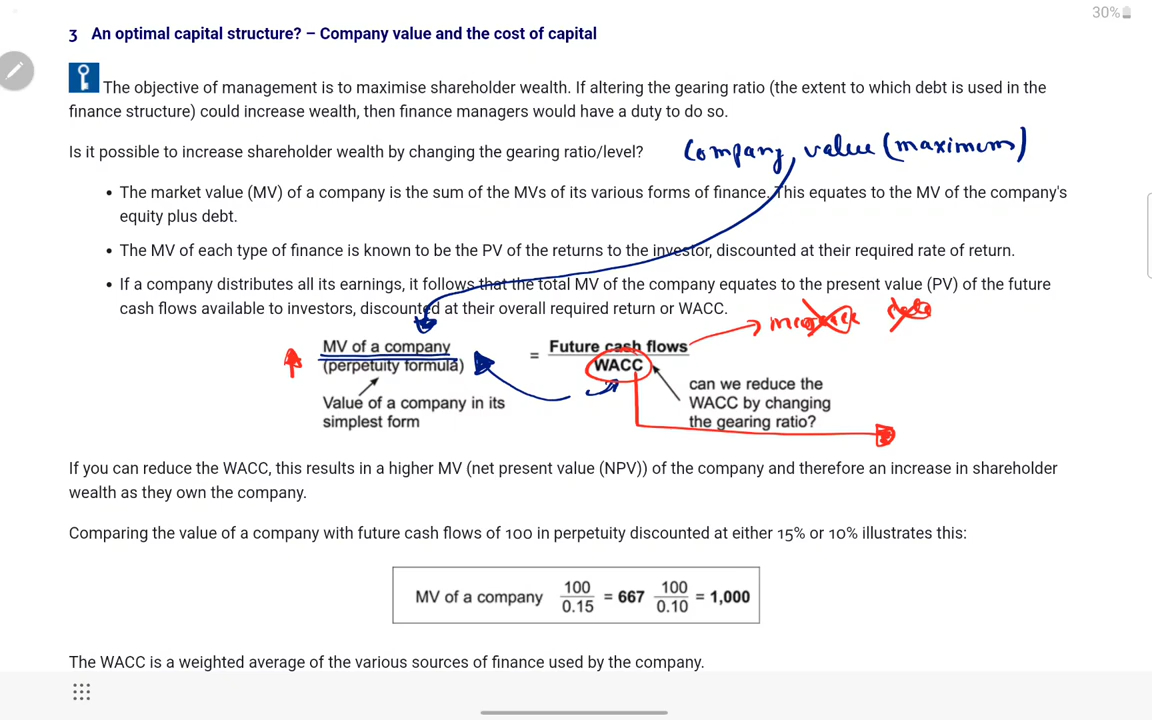 30%
3 An optimal capital structure? – Company value and the cost of capital
The objective of management is to maximise shareholder wealth. If altering the gearing ratio (the extent to which debt is used in the
finance structure) could increase wealth, then finance managers would have a duty to do so.
Is it possible to increase shareholder wealth by changing the gearing ratio/level?
Company value (maximum)
• The market value (MV) of a company is the sum of the MVs of its various forms of finance. This equates to the MV of the company's
equity plus debt.
• The MV of each type of finance is known to be the PV of the returns to the investor, discounted at their required rate of return.
• If a company distributes all its earnings, it follows that the total MV of the company equates to the present value (PV) of the future
cash flows available to investors, discounted at their overall required return or WACC.
MV of a company
(perpetuity formula)
= Future cash flows
WACC
Value of a company in its
simplest form
can we reduce the
WACC by changing
the gearing ratio?
If you can reduce the WACC, this results in a higher MV (net present value (NPV)) of the company and therefore an increase in shareholder
wealth as they own the company.
Comparing the value of a company with future cash flows of 100 in perpetuity discounted at either 15% or 10% illustrates this:
MV of a company 100/0.15 = 667 100/0.10 = 1,000
The WACC is a weighted average of the various sources of finance used by the company.